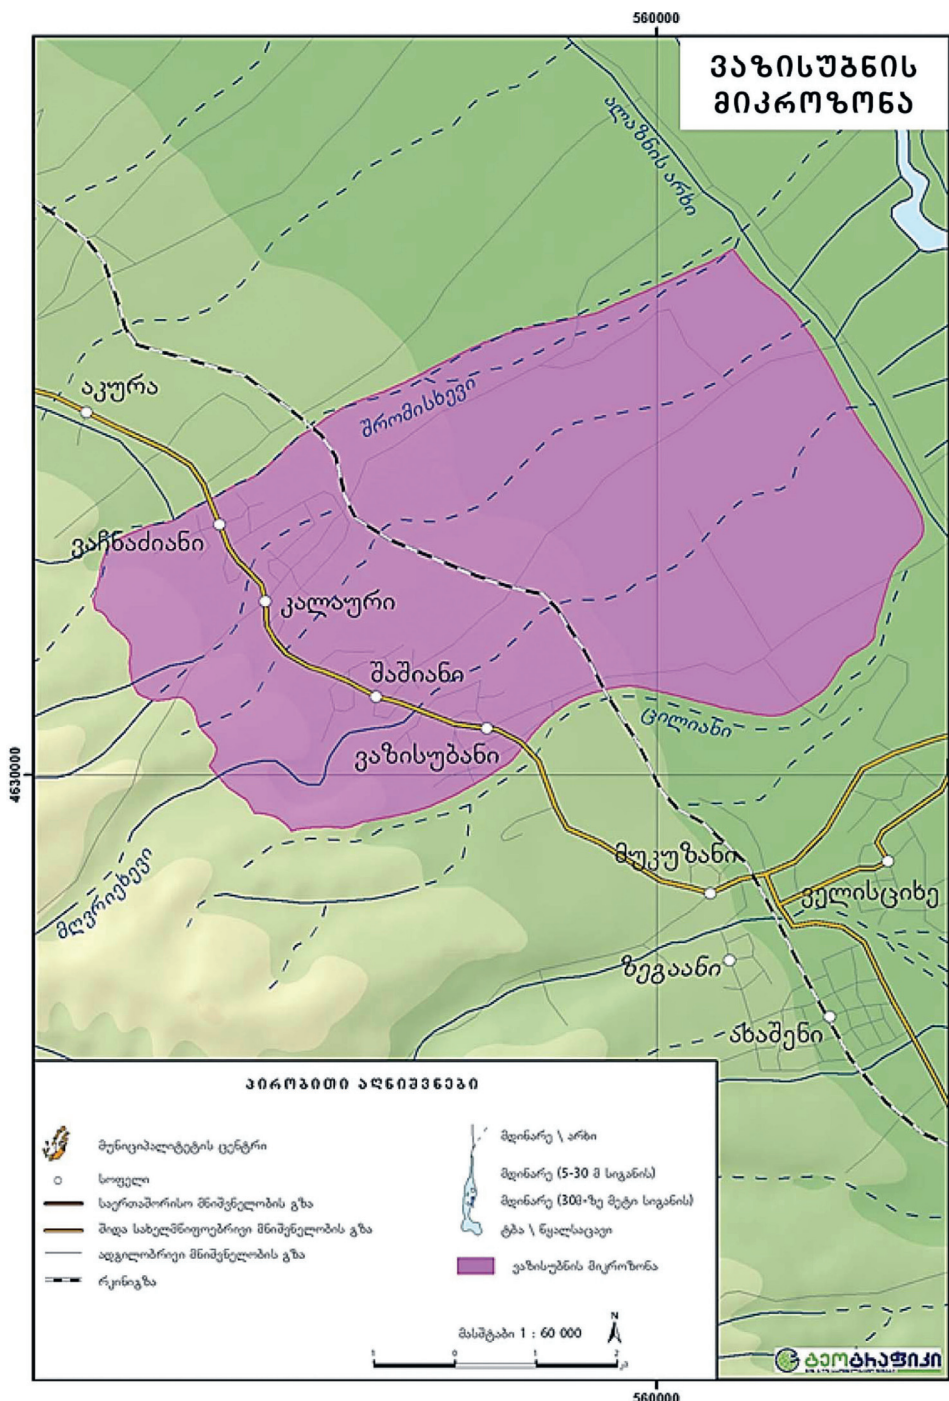 560000
ვაზისუბნის
მიკროზონა
ალაზნის არხი
აკურა
შრომისხევი
ვაჩნაძიანი
კალაური
შაშიანი
ცილიანი
ვაზისუბანი
4630000
მუკუზანი
მღვრიეხევი
ველისციხე
ზეგაანი
ახაშენი
პირობითი აღნიშვნები
მუნიციპალიტეტის ცენტრი
სოფელი
საერთაშორისო მნიშვნელობის გზა
შიდა სახელმწიფოებრივი მნიშვნელობის გზა
ადგილობრივი მნიშვნელობის გზა
რკინიგზა
მდინარე \ არხი
მდინარე (5-30 მ სიგანის)
მდინარე (30მ-ზე მეტი სიგანის)
ტბა \ წყალსაცავი
ვაზისუბნის მიკროზონა
მასშტაბი 1 : 60 000
N
1 0 1 2
კმ
გეოგრაფიკი
560000